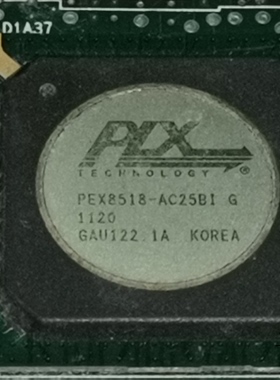 D1A37
PLX
TECHNOLOGY ®
PEX8518-AC25BI G
1120
GAU122.1A KOREA